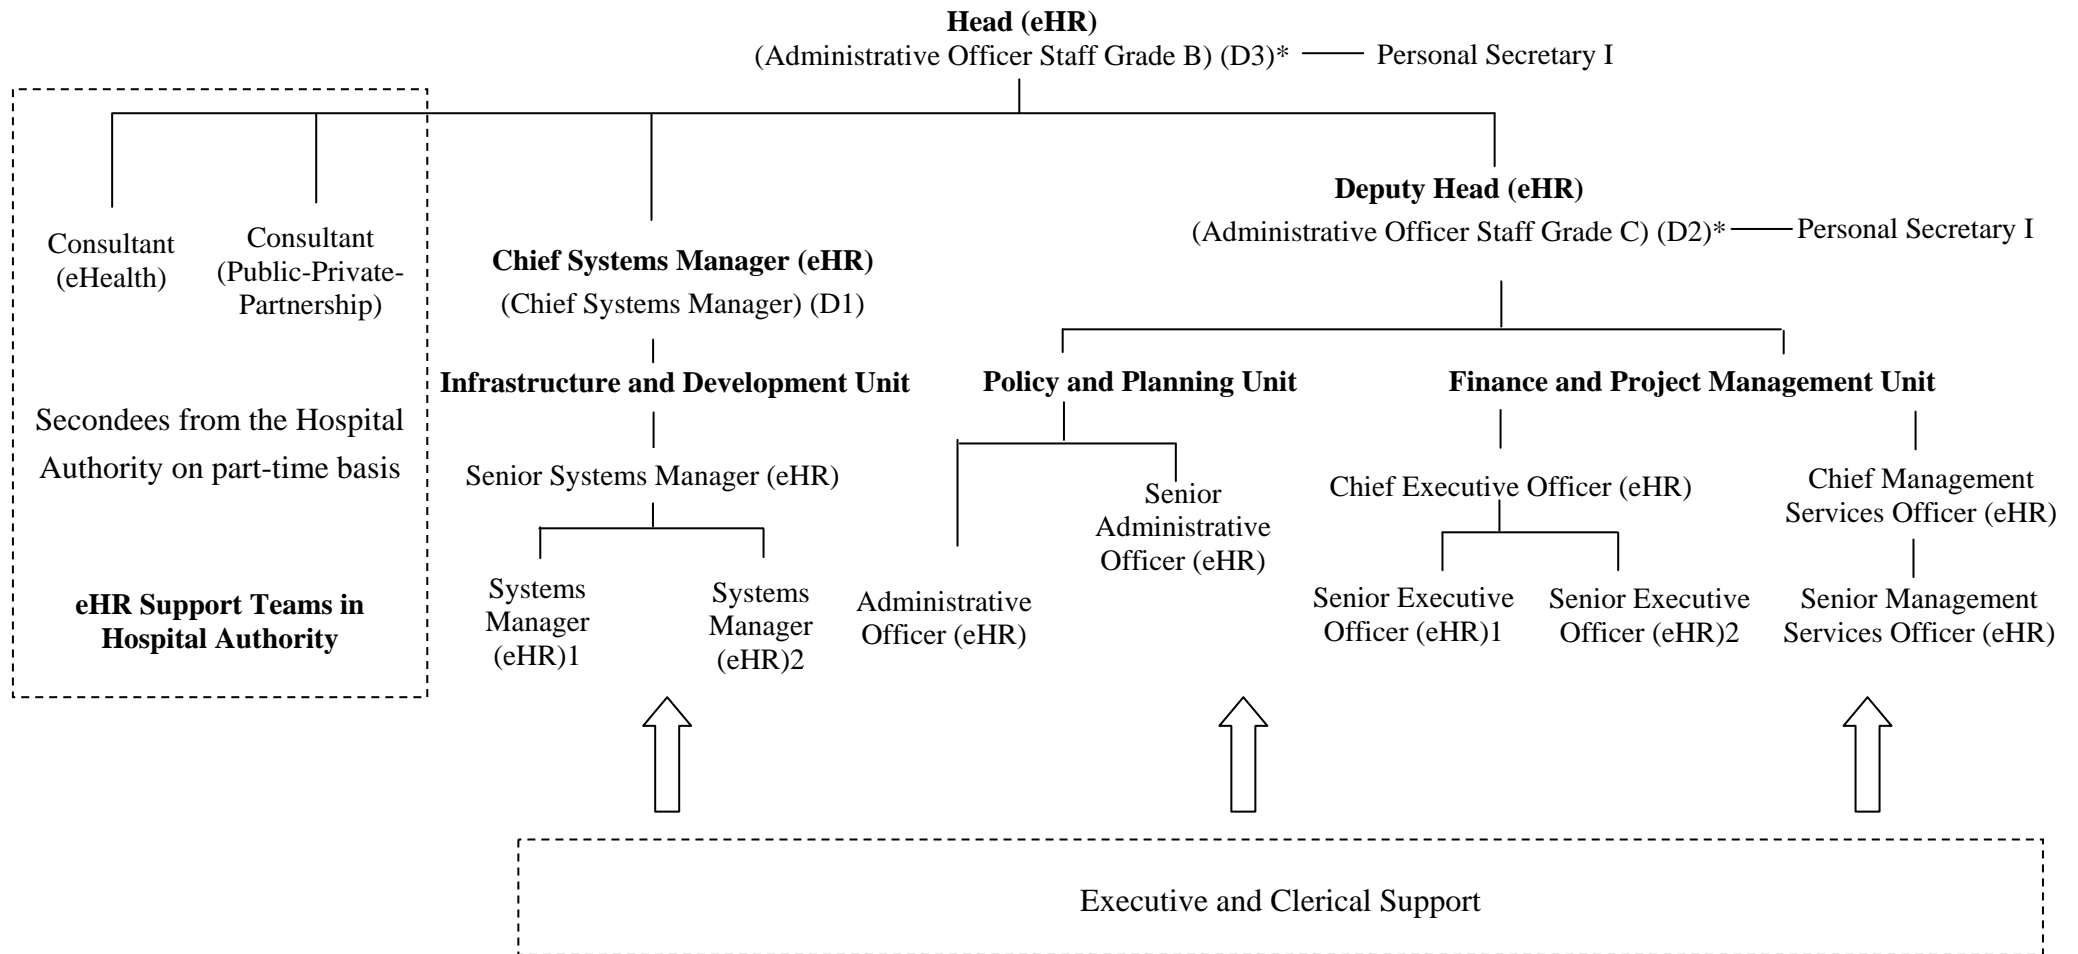 Head (eHR)
(Administrative Officer Staff Grade B) (D3)*
Personal Secretary I
Consultant
(eHealth)
Consultant
(Public-Private-
Partnership)
Secondees from the Hospital
Authority on part-time basis
eHR Support Teams in
Hospital Authority
Chief Systems Manager (eHR)
(Chief Systems Manager) (D1)
Infrastructure and Development Unit
Senior Systems Manager (eHR)
Systems
Manager
(eHR)1
Systems
Manager
(eHR)2
Deputy Head (eHR)
(Administrative Officer Staff Grade C) (D2)*
Personal Secretary I
Policy and Planning Unit
Administrative
Officer (eHR)
Senior
Administrative
Officer (eHR)
Finance and Project Management Unit
Chief Executive Officer (eHR)
Senior Executive
Officer (eHR)1
Senior Executive
Officer (eHR)2
Chief Management
Services Officer (eHR)
Senior Management
Services Officer (eHR)
Executive and Clerical Support